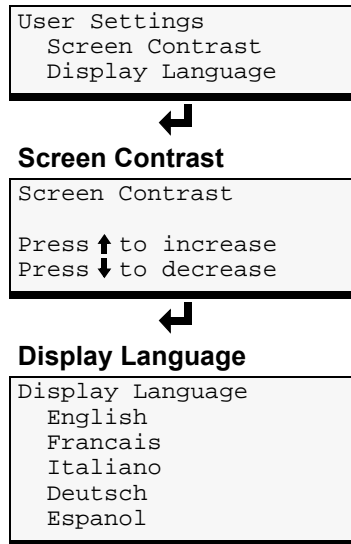 User Settings
Screen Contrast
Display Language
Screen Contrast
Screen Contrast
Press ↑ to increase
Press ↓ to decrease
Display Language
Display Language
English
Francais
Italiano
Deutsch
Espanol